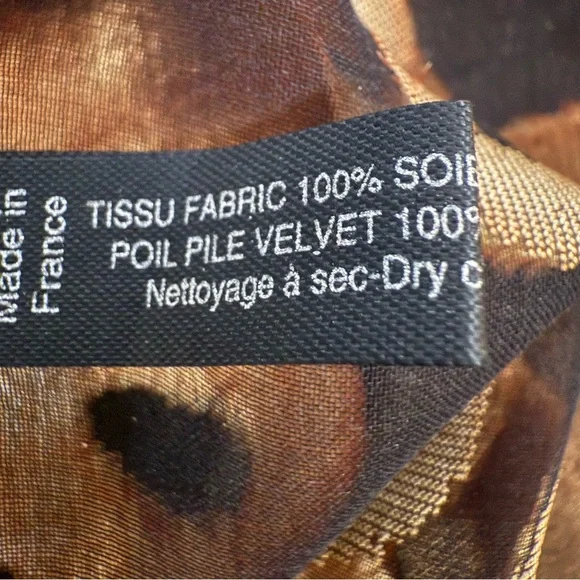 Made in
France
TISSU FABRIC 100% SOI
POIL PILE VELVET 100%
Nettoyage à sec-Dry